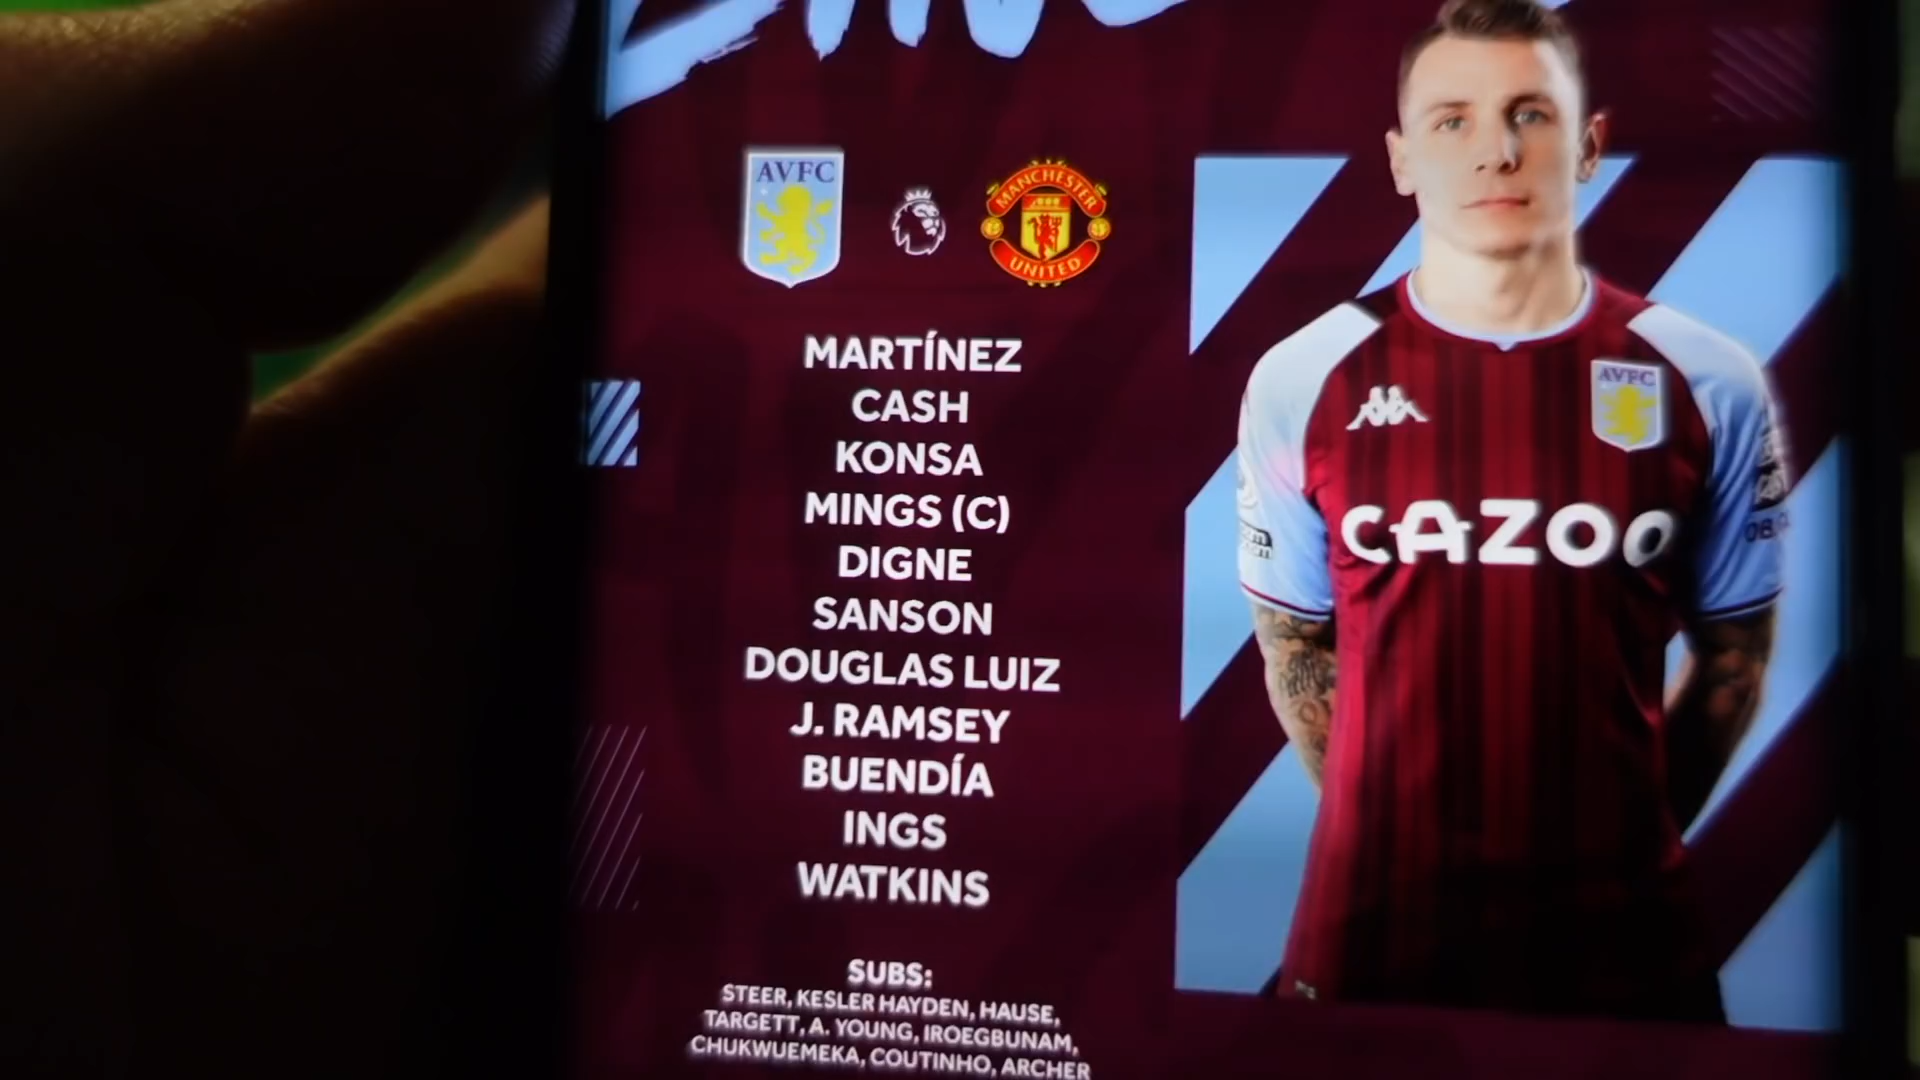 AVFC
MANCHESTER
UNITED
MARTÍNEZ
CASH
KONSA
MINGS (C)
DIGNE
SANSON
DOUGLAS LUIZ
J. RAMSEY
BUENDÍA
INGS
WATKINS
SUBS:
STEER, KESLER HAYDEN, HAUSE,
TARGETT, A. YOUNG, IROEGBUNAM,
CHUKWUEMEKA, COUTINHO, ARCHER
AVFC
CAZOO